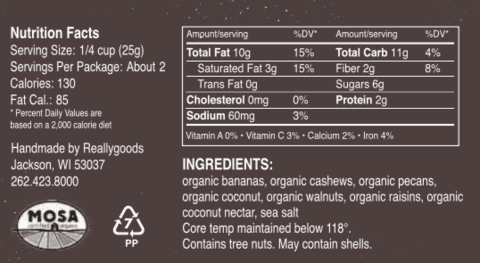 Nutrition Facts
Serving Size: 1/4 cup (25g)
Servings Per Package: About 2
Calories: 130
Fat Cal.: 85
* Percent Daily Values are
based on a 2,000 calorie diet
Handmade by Reallygoods
Jackson, WI 53037
262.423.8000
MOSA
certified organic
7
PP
Amount/serving %DV* Amount/serving %DV*
Total Fat 10g 15% Total Carb 11g 4%
Saturated Fat 3g 15% Fiber 2g 8%
Trans Fat 0g Sugars 6g
Cholesterol 0mg 0% Protein 2g
Sodium 60mg 3%
Vitamin A 0% • Vitamin C 3% • Calcium 2% • Iron 4%
INGREDIENTS:
organic bananas, organic cashews, organic pecans,
organic coconut, organic walnuts, organic raisins, organic
coconut nectar, sea salt
Core temp maintained below 118°.
Contains tree nuts. May contain shells.